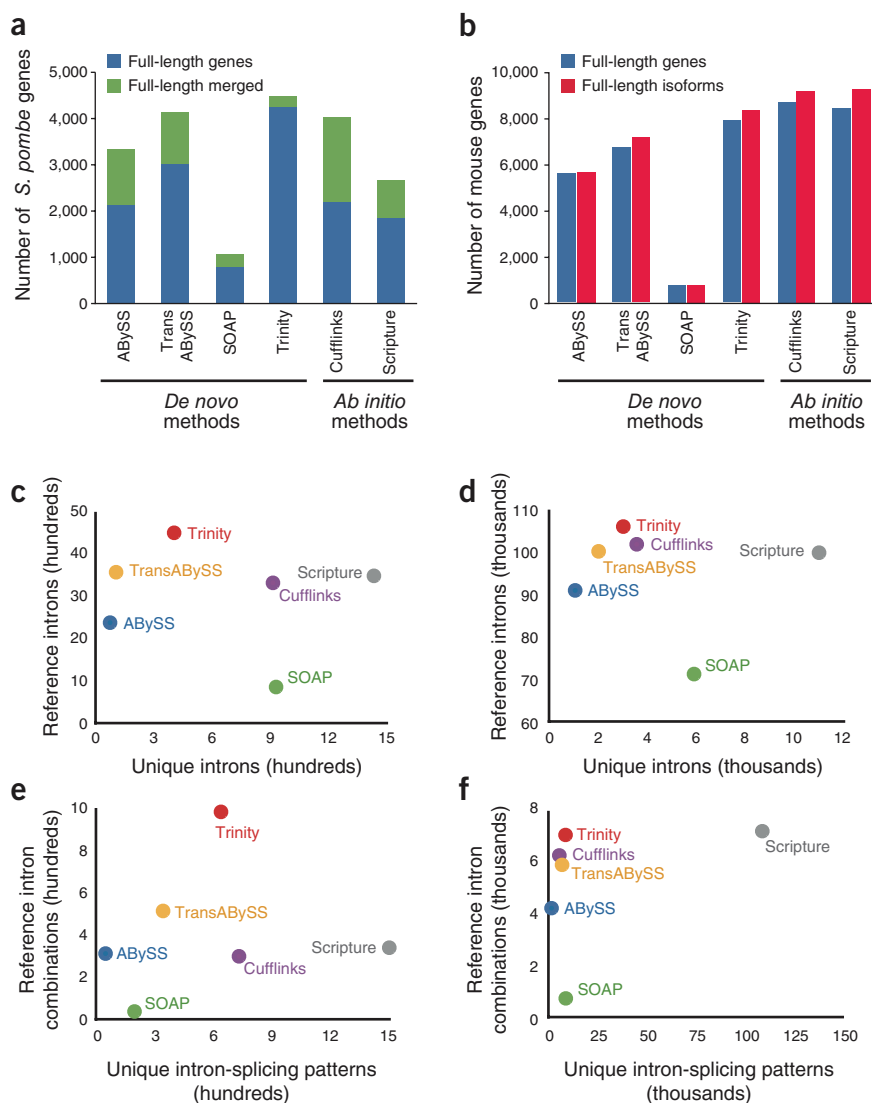 a
Full-length genes
Full-length merged
Number of S. pombe genes
5,000
4,000
3,000
2,000
1,000
0
ABySS
Trans
ABySS
SOAP
Trinity
Cufflinks
Scripture
De novo
methods
Ab initio
methods
b
Full-length genes
Full-length isoforms
Number of mouse genes
10,000
8,000
6,000
4,000
2,000
0
ABySS
Trans
ABySS
SOAP
Trinity
Cufflinks
Scripture
De novo
methods
Ab initio
methods
c
Reference introns (hundreds)
50
40
30
20
10
0
Trinity
TransABySS
ABySS
Cufflinks
Scripture
SOAP
0 3 6 9 12 15
Unique introns (hundreds)
d
Reference introns (thousands)
110
100
90
80
70
60
Trinity
Cufflinks
TransABySS
Scripture
ABySS
SOAP
0 2 4 6 8 10 12
Unique introns (thousands)
e
Reference intron
combinations (hundreds)
10
8
6
4
2
0
Trinity
TransABySS
ABySS
Cufflinks
Scripture
SOAP
0 3 6 9 12 15
Unique intron-splicing patterns
(hundreds)
f
Reference intron
combinations (thousands)
8
6
4
2
0
Trinity
Cufflinks
TransABySS
Scripture
ABySS
SOAP
0 25 50 75 100 125 150
Unique intron-splicing patterns
(thousands)